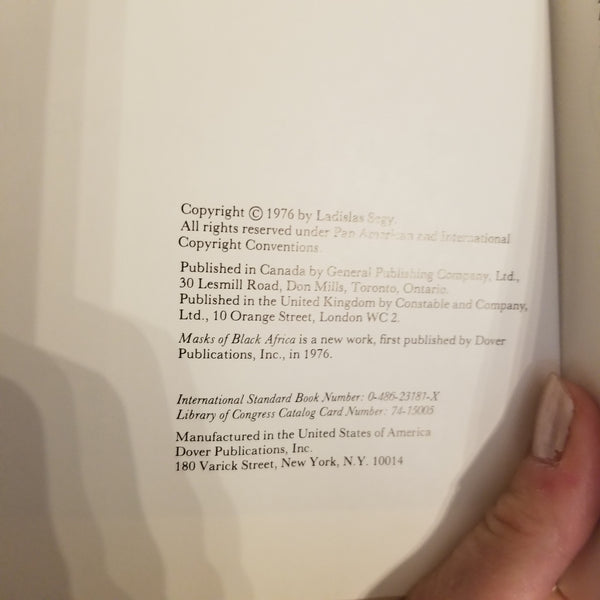 Copyright © 1976 by Ladislas Segy.
All rights reserved under Pan American and International
Copyright Conventions.
Published in Canada by General Publishing Company, Ltd.,
30 Lesmill Road, Don Mills, Toronto, Ontario.
Published in the United Kingdom by Constable and Company,
Ltd., 10 Orange Street, London WC 2.
Masks of Black Africa is a new work, first published by Dover
Publications, Inc., in 1976.
International Standard Book Number: 0-486-23181-X
Library of Congress Catalog Card Number: 74-15005
Manufactured in the United States of America
Dover Publications, Inc.
180 Varick Street, New York, N.Y. 10014